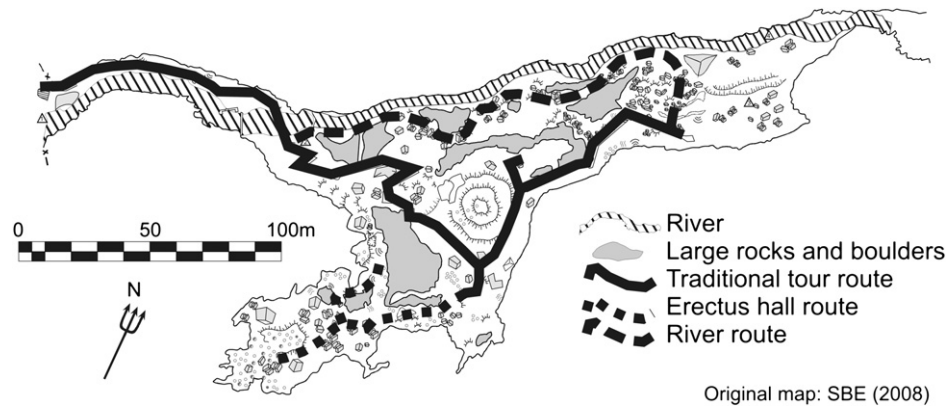 0 50 100m
N
River
Large rocks and boulders
Traditional tour route
Erectus hall route
River route
Original map: SBE (2008)